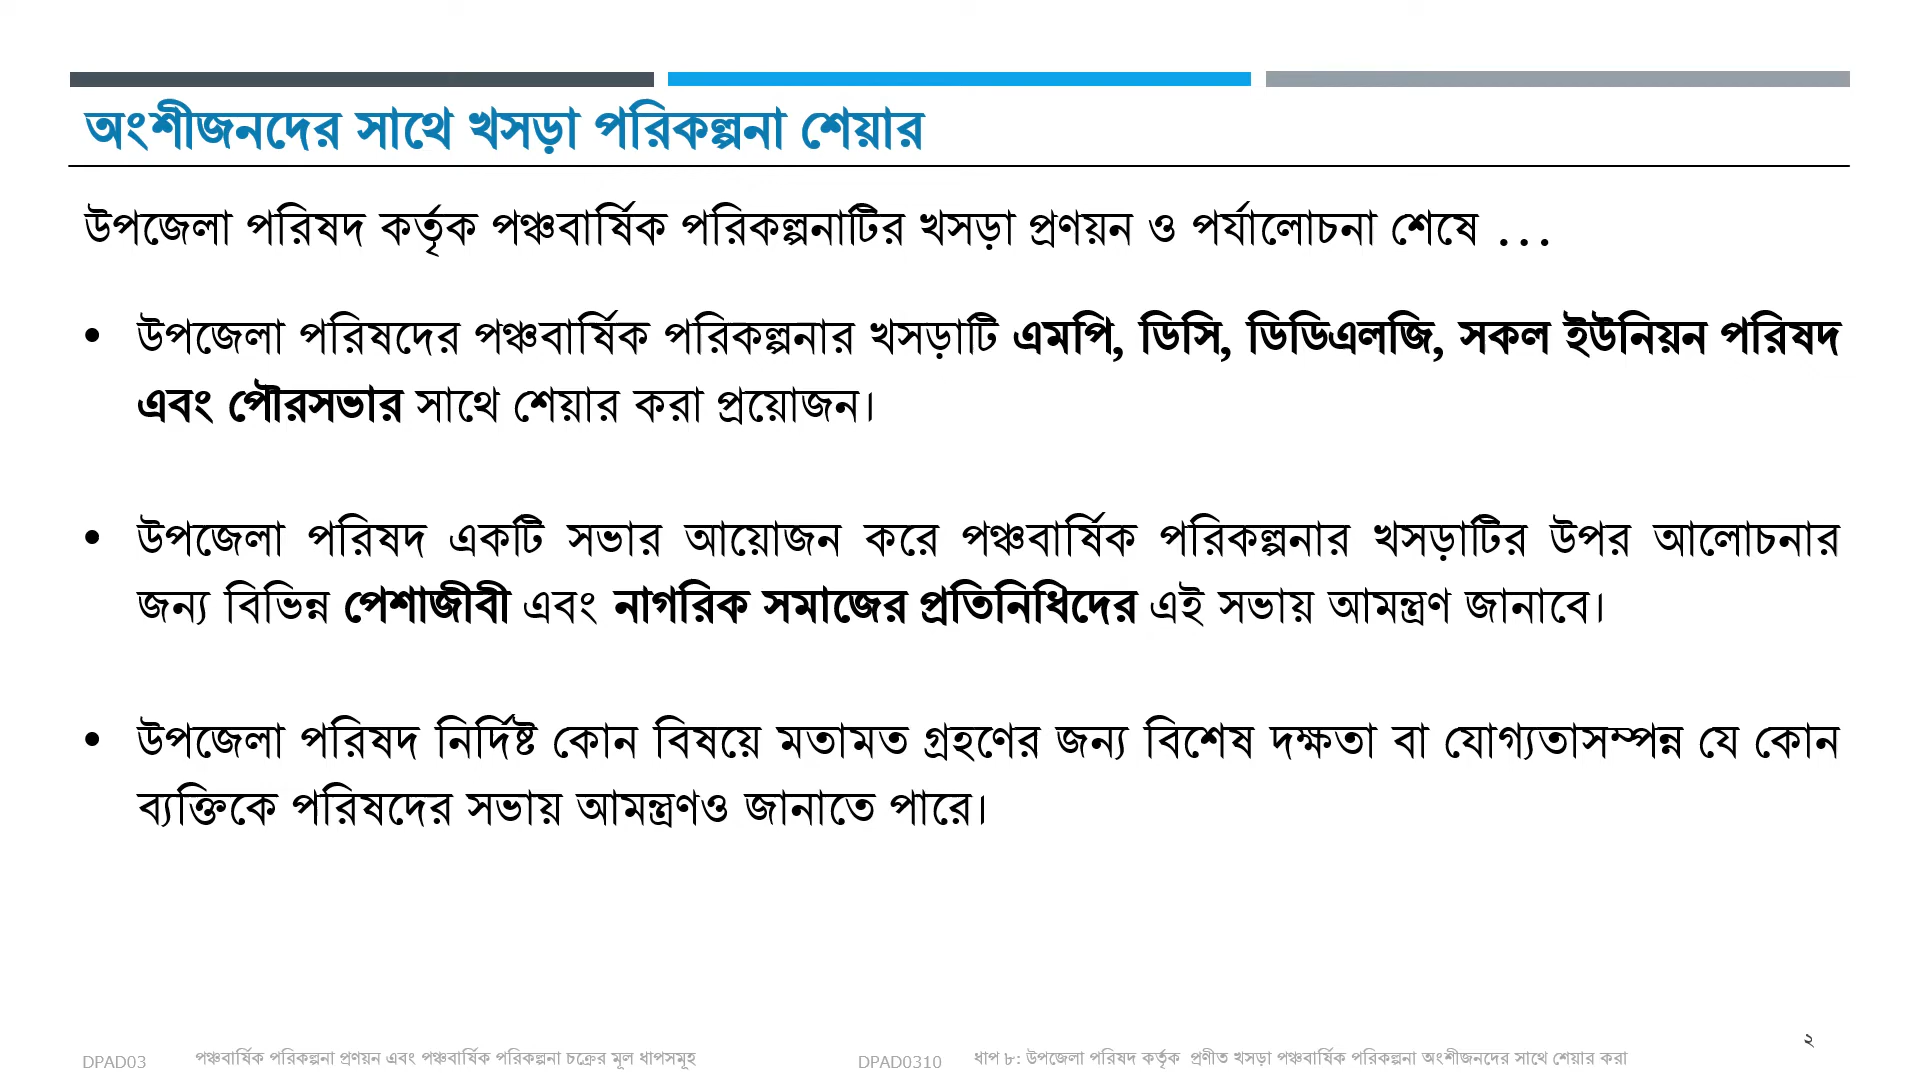 অংশীজনদের সাথে খসড়া পরিকল্পনা শেয়ার
উপজেলা পরিষদ কর্তৃক পঞ্চবার্ষিক পরিকল্পনাটির খসড়া প্রণয়ন ও পর্যালোচনা শেষে ...
• উপজেলা পরিষদের পঞ্চবার্ষিক পরিকল্পনার খসড়াটি এমপি, ডিসি, ডিডিএলজি, সকল ইউনিয়ন পরিষদ
এবং পৌরসভার সাথে শেয়ার করা প্রয়োজন।
• উপজেলা পরিষদ একটি সভার আয়োজন করে পঞ্চবার্ষিক পরিকল্পনার খসড়াটির উপর আলোচনার
জন্য বিভিন্ন পেশাজীবী এবং নাগরিক সমাজের প্রতিনিধিদের এই সভায় আমন্ত্রণ জানাবে।
• উপজেলা পরিষদ নির্দিষ্ট কোন বিষয়ে মতামত গ্রহণের জন্য বিশেষ দক্ষতা বা যোগ্যতাসম্পন্ন যে কোন
ব্যক্তিকে পরিষদের সভায় আমন্ত্রণও জানাতে পারে।
DPAD03 পঞ্চবার্ষিক পরিকল্পনা প্রণয়ন এবং পঞ্চবার্ষিক পরিকল্পনা চক্রের মূল ধাপসমূহ DPAD0310 ধাপ ৮: উপজেলা পরিষদ কর্তৃক প্রণীত খসড়া পঞ্চবার্ষিক পরিকল্পনা অংশীজনদের সাথে শেয়ার করা
২